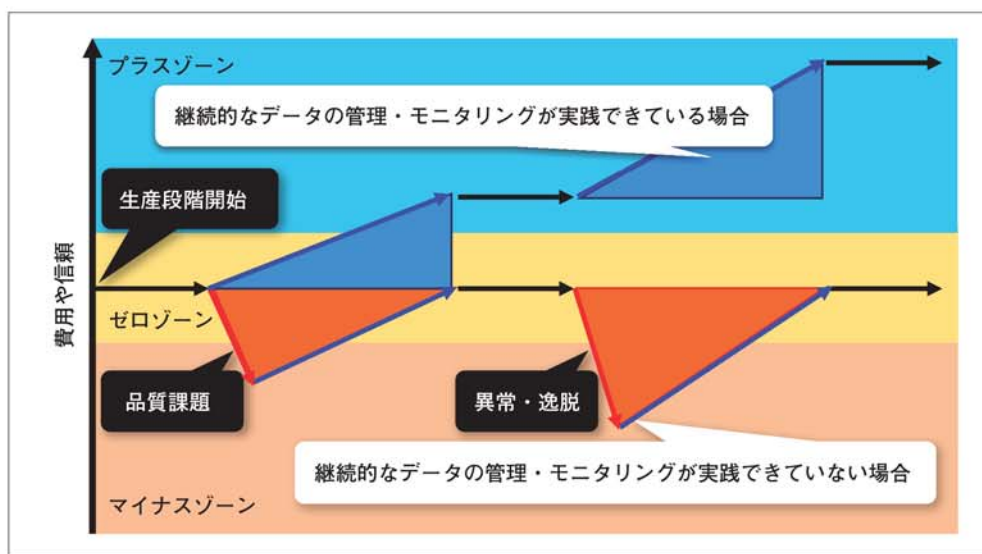 プラスゾーン
継続的なデータの管理・モニタリングが実践できている場合
生産段階開始
費用や信頼
ゼロゾーン
品質課題
異常・逸脱
継続的なデータの管理・モニタリングが実践できていない場合
マイナスゾーン